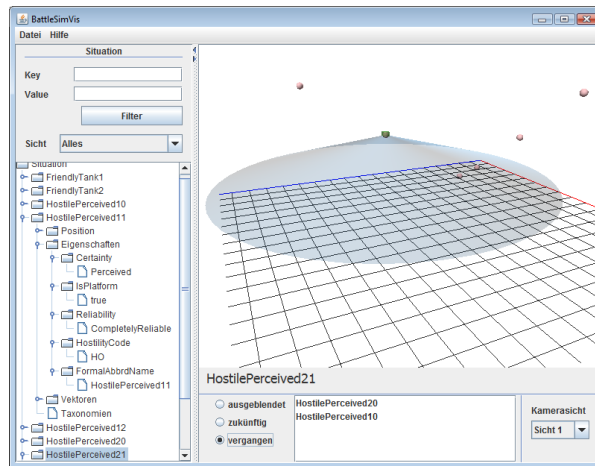 BattleSimVis
Datei Hilfe
Situation
Key
Value
Filter
Sicht Alles
Situation
FriendlyTank1
FriendlyTank2
HostilePerceived10
HostilePerceived11
Position
Eigenschaften
Certainty
Perceived
IsPlatform
true
Reliability
CompletelyReliable
HostilityCode
HO
FormalAbbrdName
HostilePerceived11
Vektoren
Taxonomien
HostilePerceived12
HostilePerceived20
HostilePerceived21
HostilePerceived21
ausgeblendet
zukünftig
vergangen
HostilePerceived20
HostilePerceived10
Kamerasicht
Sicht 1